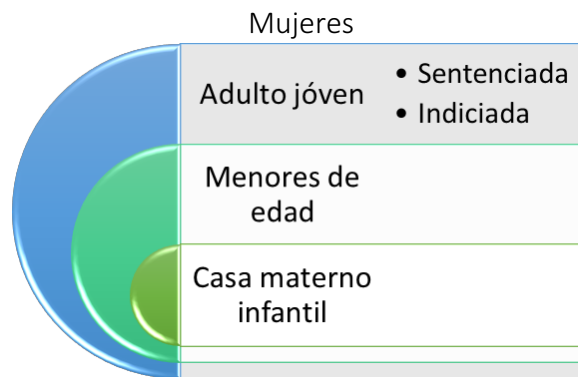 Mujeres
Adulto jóven
• Sentenciada
• Indiciada
Menores de
edad
Casa materno
infantil